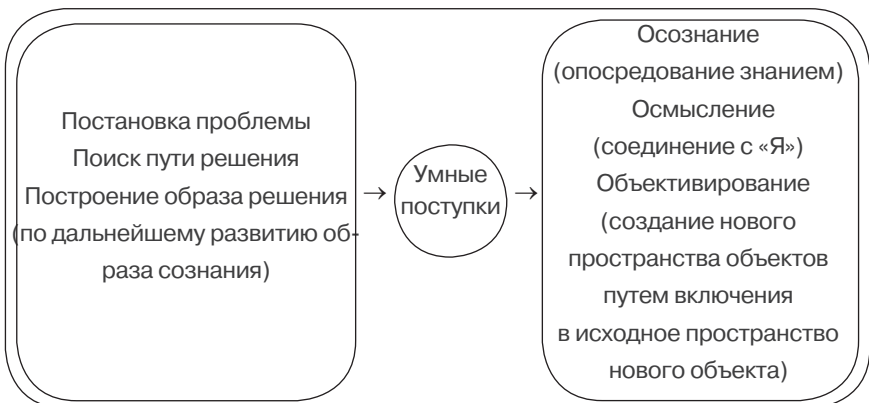 Постановка проблемы
Поиск пути решения
Построение образа решения
(по дальнейшему развитию об-
раза сознания)
→
Умные
поступки
→
Осознание
(опосредование знанием)
Осмысление
(соединение с «Я»)
Объективирование
(создание нового
пространства объектов
путем включения
в исходное пространство
нового объекта)